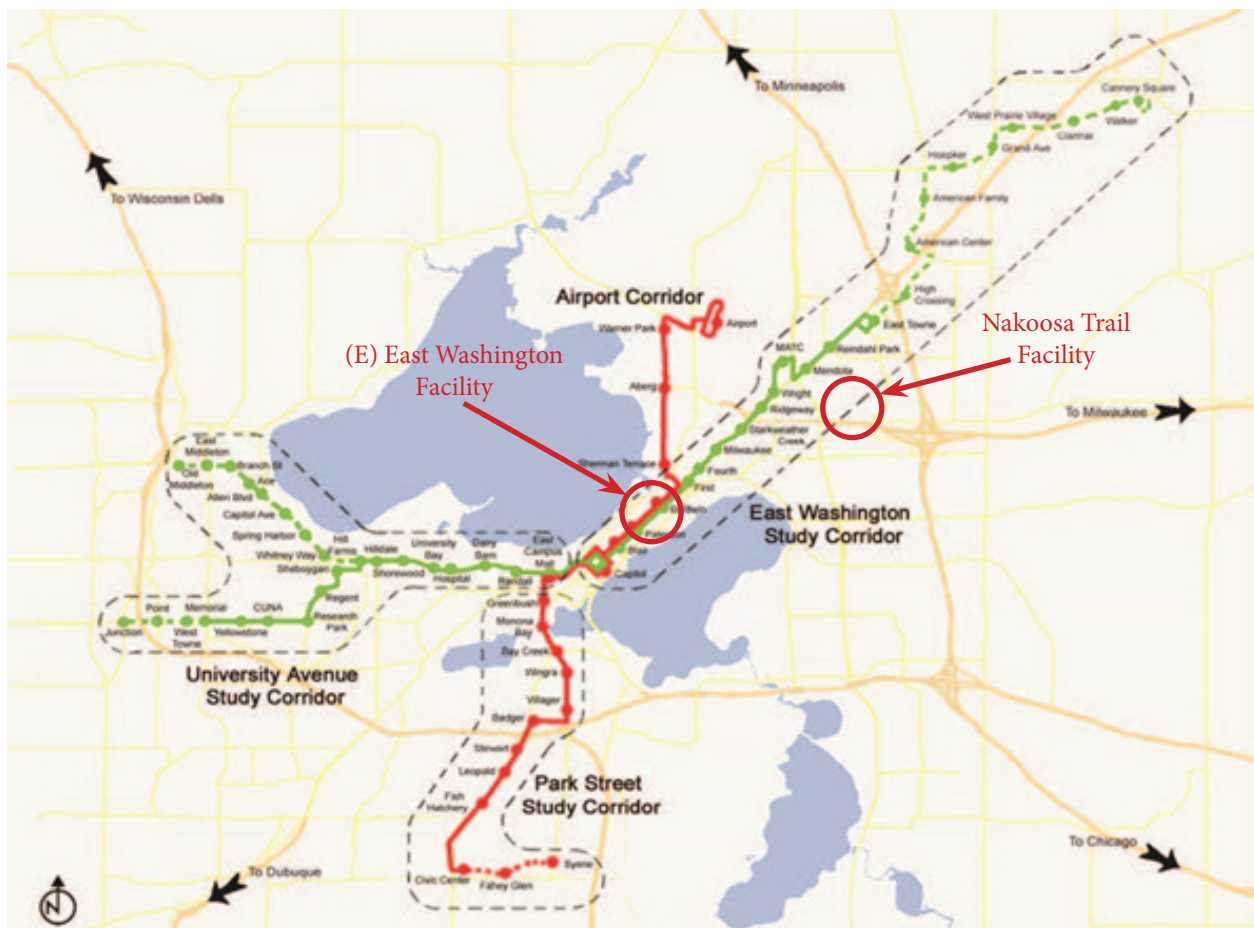 To Minneapolis
Cannery Square
West Prairie Village
Walker
Clarmar
Grand Ave
Hoepker
To Wisconsin Dells
American Family
American Center
High
Crossing
Airport Corridor
Warner Park
Airport
East Towne
Nakoosa Trail
Facility
(E) East Washington
Facility
MATC
Reindahl Park
Mendota
Aberg
Wright
Ridgeway
To Milwaukee
Starkweather
Creek
East
Middleton
Old
Middleton
Branch St
Ace
Allen Blvd
Capitol Ave
Spring Harbor
Whitney Way
Sherman Terrace
Milwaukee
Fourth
First
Baldwin
East Washington
Study Corridor
Paterson
Blair
Capitol
Hill
Farms
Sheboygan
Hilldale
Shorewood
University
Bay
Hospital
Dairy
Barn
Randall
East
Campus
Mall
Regent
Research
Park
Junction
Point
West
Towne
Memorial
Yellowstone
CUNA
Greenbush
Monona
Bay
Bay Creek
Wingra
University Avenue
Study Corridor
Villager
Badger
Stewart
Leopold
Park Street
Study Corridor
Fish
Hatchery
To Chicago
To Dubuque
Civic Center
Fahey Glen
Syene
N